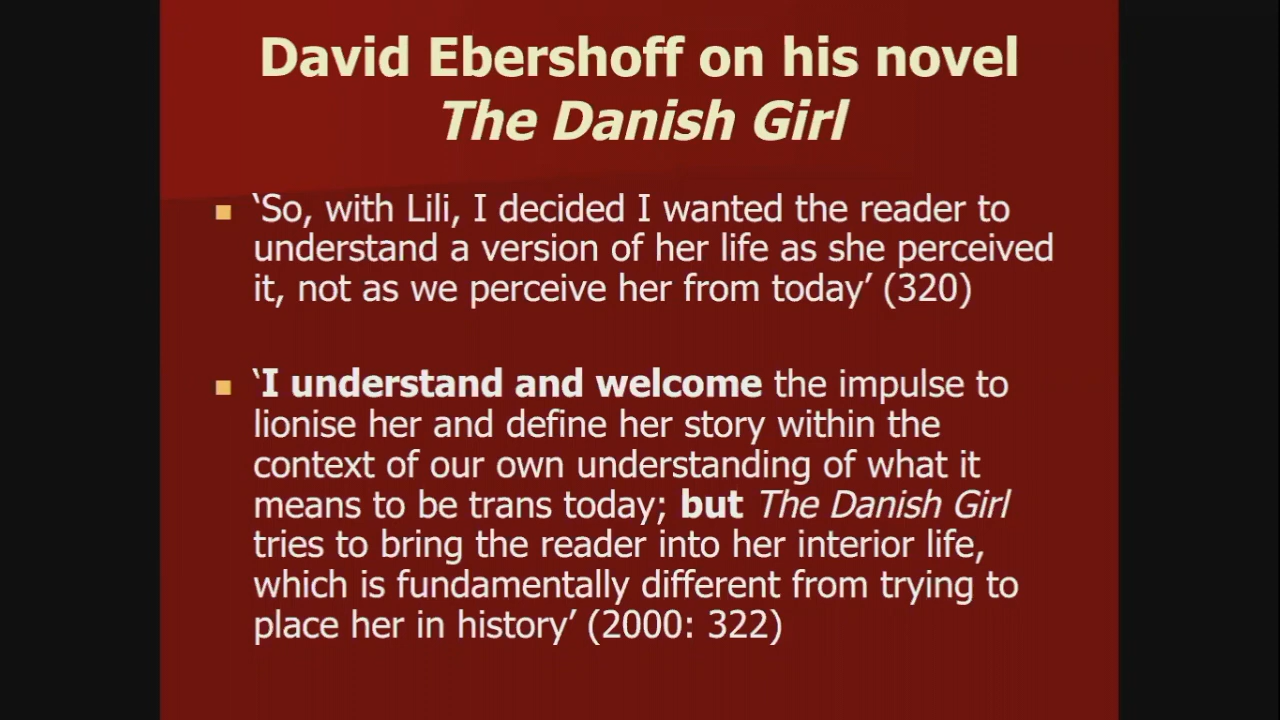 David Ebershoff on his novel
The Danish Girl
‘So, with Lili, I decided I wanted the reader to
understand a version of her life as she perceived
it, not as we perceive her from today’ (320)
‘I understand and welcome the impulse to
lionise her and define her story within the
context of our own understanding of what it
means to be trans today; but The Danish Girl
tries to bring the reader into her interior life,
which is fundamentally different from trying to
place her in history’ (2000: 322)